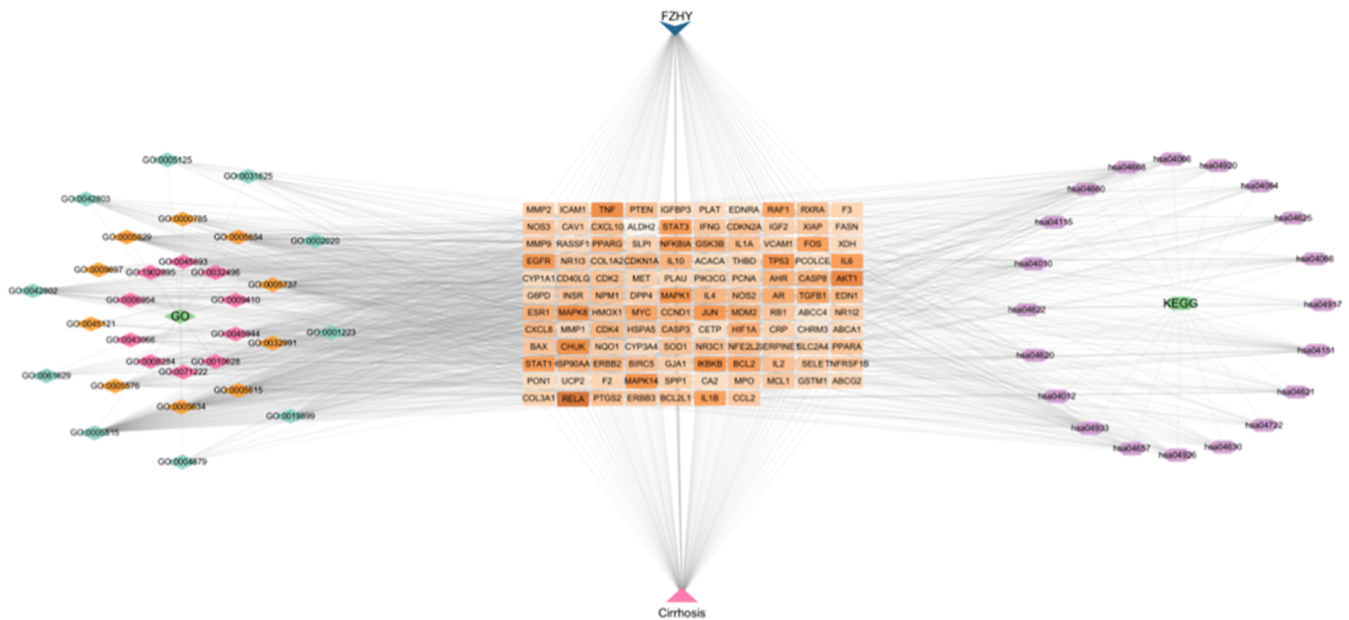 FZHY
GO:0005125
GO:0031625
GO:0042803
GO:0000785
GO:0005829
GO:0005654
GO:0002020
GO:0045893
GO:0009897
GO:1902895
GO:0032496
GO:0005737
GO:0042802
GO:0006954
GO:0009410
GO
GO:0045121
GO:0001223
GO:0043066
GO:0045944
GO:0032991
GO:0008284
GO:0010628
GO:0071222
GO:0061629
GO:0005576
GO:0005615
GO:0005634
GO:0019899
GO:0005515
GO:0004879
MMP2 ICAM1 TNF PTEN IGFBP3 PLAT EDNRA RAF1 RXRA F3
NOS3 CAV1 CXCL10 ALDH2 STAT3 IFNG CDKN2A IGF2 XIAP FASN
MMP9 RASSF1 PPARG SLPI NFKBIA GSK3B IL1A VCAM1 FOS XDH
EGFR NR1I3 COL1A2 CDKN1A IL10 ACACA THBD TP53 PCOLCE IL6
CYP1A1 CD40LG CDK2 MET PLAU PIK3CG PCNA AHR CASP8 AKT1
G6PD INSR NPM1 DPP4 MAPK1 IL4 NOS2 AR TGFB1 EDN1
ESR1 MAPK8 HMOX1 MYC CCND1 JUN MDM2 RB1 ABCC4 NR1I2
CXCL8 MMP1 CDK4 HSPA5 CASP3 CETP HIF1A CRP CHRM3 ABCA1
BAX CHUK NQO1 CYP3A4 SOD1 NR3C1 NFE2L2 SERPINE SLC2A4 PPARA
STAT1 HSP90AA ERBB2 BIRC5 GJA1 IKBKB BCL2 IL2 SELE TNFRSF1B
PON1 UCP2 F2 MAPK14 SPP1 CA2 MPO MCL1 GSTM1 ABCG2
COL3A1 RELA PTGS2 ERBB3 BCL2L1 IL1B CCL2
hsa04066
hsa04668
hsa04920
hsa04660
hsa04064
hsa04115
hsa04625
hsa04010
hsa04068
hsa04622
KEGG
hsa04917
hsa04620
hsa04151
hsa04012
hsa04621
hsa04933
hsa04722
hsa04657
hsa04926
hsa04630
Cirrhosis